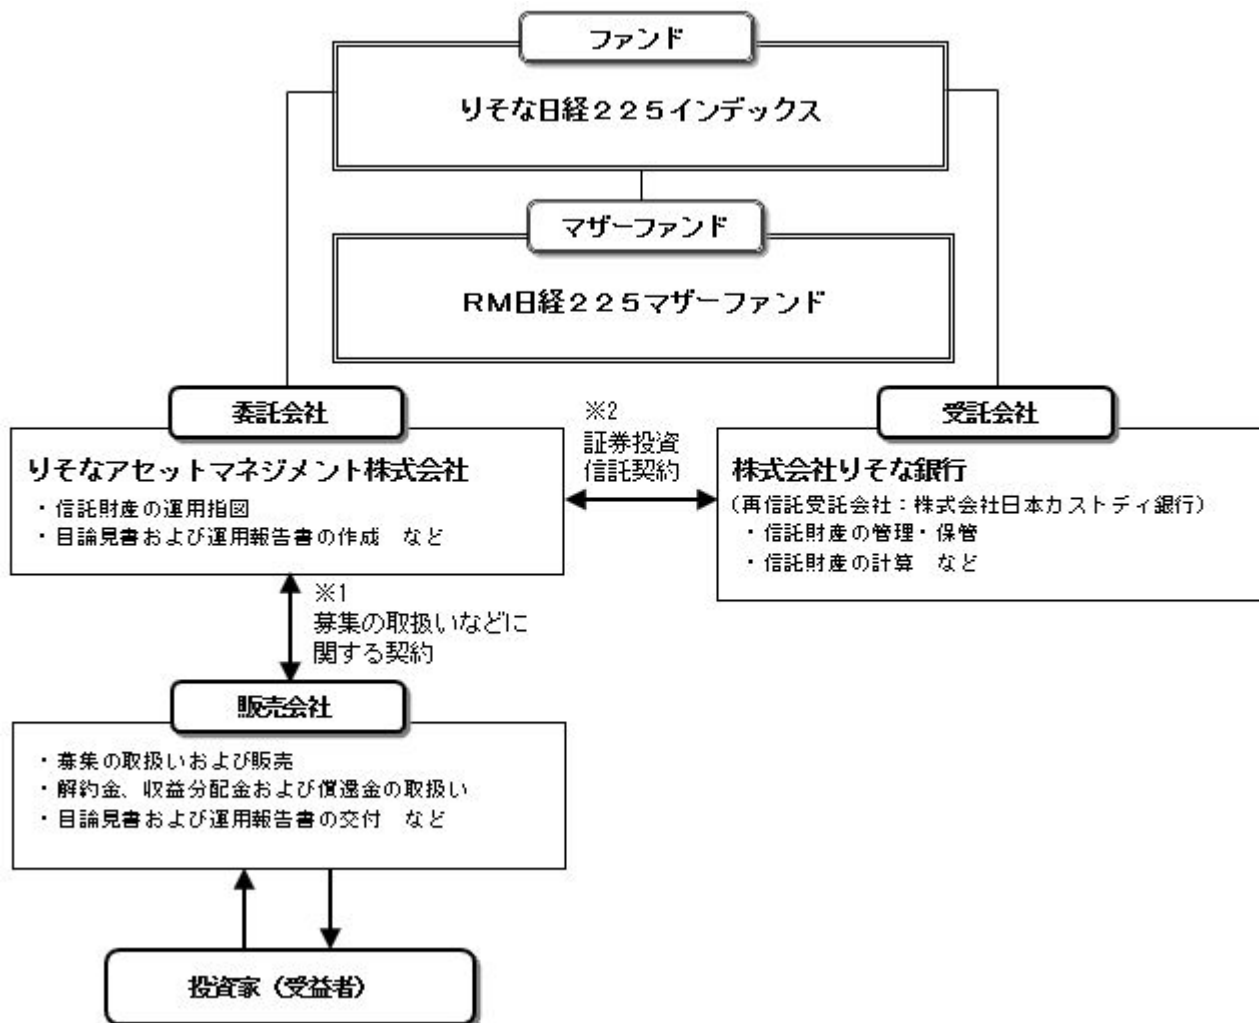 ファンド
りそな日経２２５インデックス
マザーファンド
ＲＭ日経２２５マザーファンド
委託会社
りそなアセットマネジメント株式会社
・信託財産の運用指図
・目論見書および運用報告書の作成　など
※2
証券投資
信託契約
受託会社
株式会社りそな銀行
（再信託受託会社：株式会社日本カストディ銀行）
・信託財産の管理・保管
・信託財産の計算　など
※1
募集の取扱いなどに
関する契約
販売会社
・募集の取扱いおよび販売
・解約金、収益分配金および償還金の取扱い
・目論見書および運用報告書の交付　など
投資家（受益者）